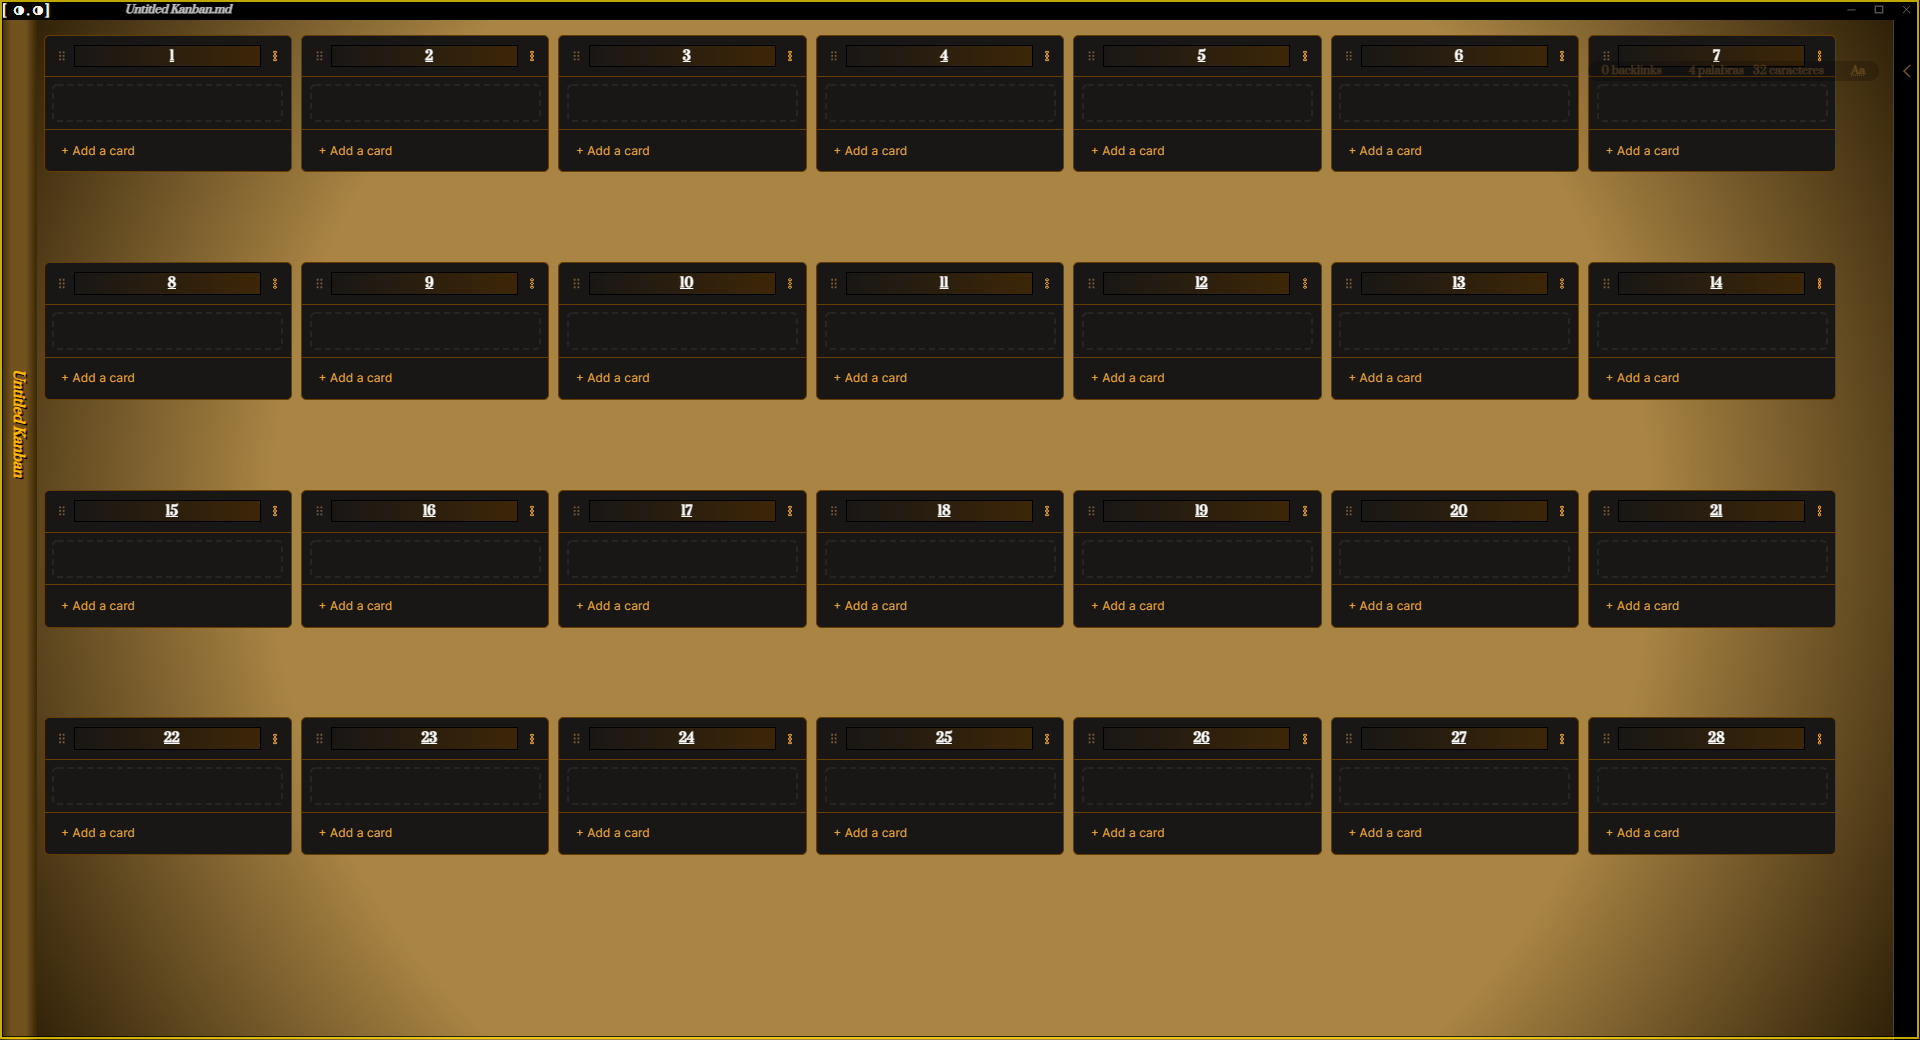 [ ◑.◑] Untitled Kanban.md
1 2 3 4 5 6 7
0 backlinks 4 palabras 32 caracteres Aa
+ Add a card + Add a card + Add a card + Add a card + Add a card + Add a card + Add a card
8 9 10 11 12 13 14
+ Add a card + Add a card + Add a card + Add a card + Add a card + Add a card + Add a card
Untitled Kanban
15 16 17 18 19 20 21
+ Add a card + Add a card + Add a card + Add a card + Add a card + Add a card + Add a card
22 23 24 25 26 27 28
+ Add a card + Add a card + Add a card + Add a card + Add a card + Add a card + Add a card